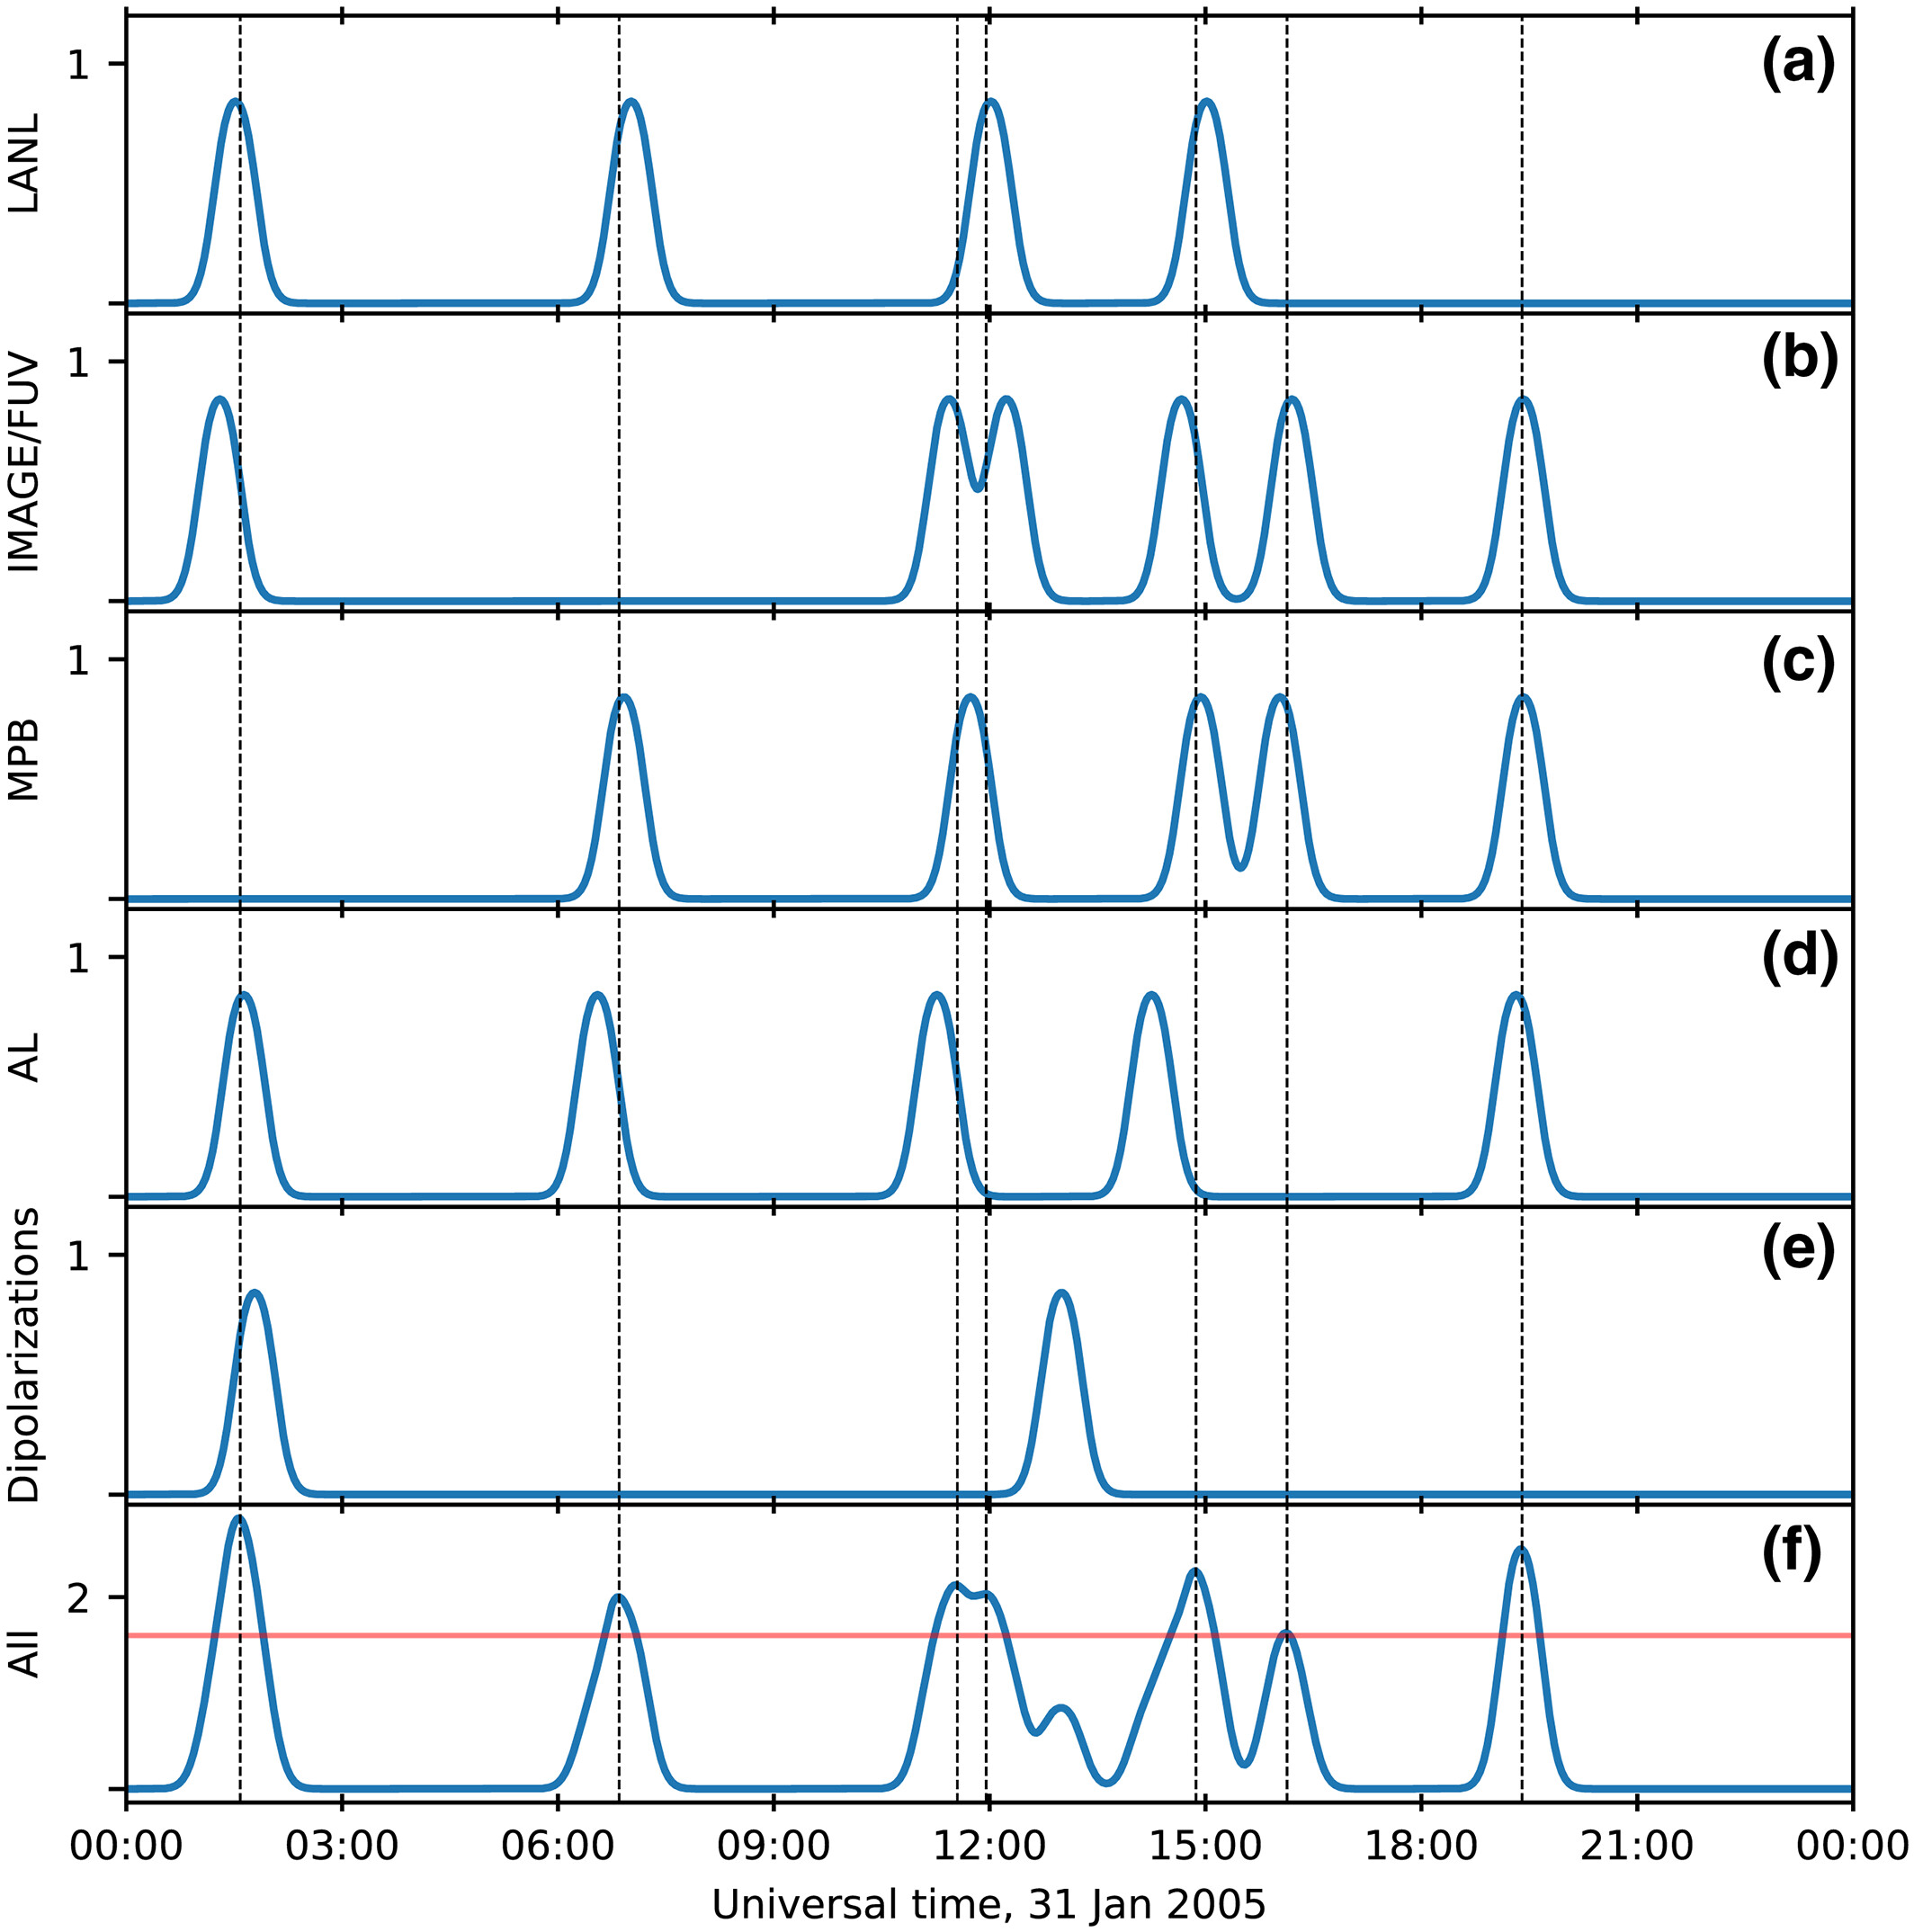 (a)
1
LANL
(b)
1
IMAGE/FUV
(c)
1
MPB
(d)
1
AL
(e)
1
Dipolarizations
(f)
2
All
00:00 03:00 06:00 09:00 12:00 15:00 18:00 21:00 00:00
Universal time, 31 Jan 2005